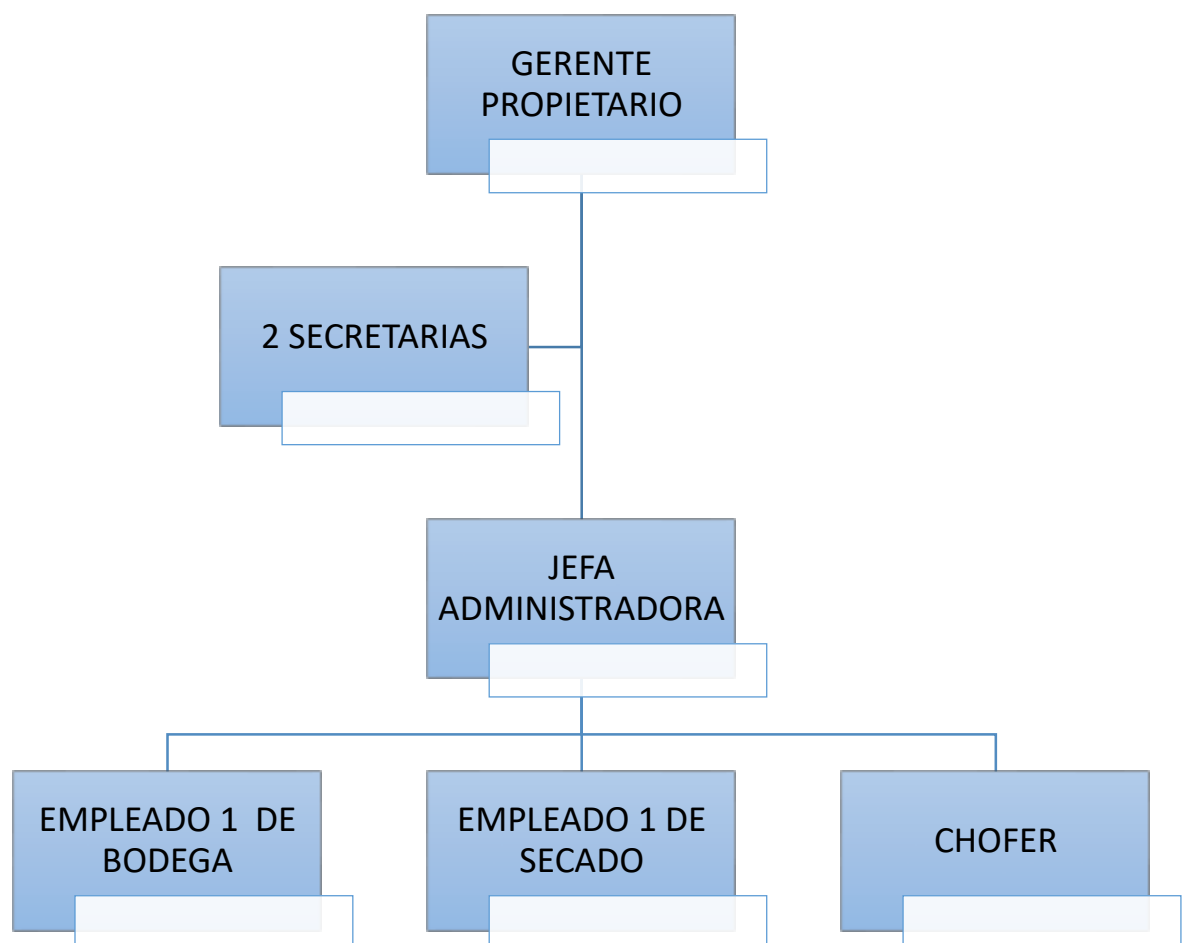 GERENTE
PROPIETARIO
2 SECRETARIAS
JEFA
ADMINISTRADORA
EMPLEADO 1  DE
BODEGA
EMPLEADO 1 DE
SECADO
CHOFER